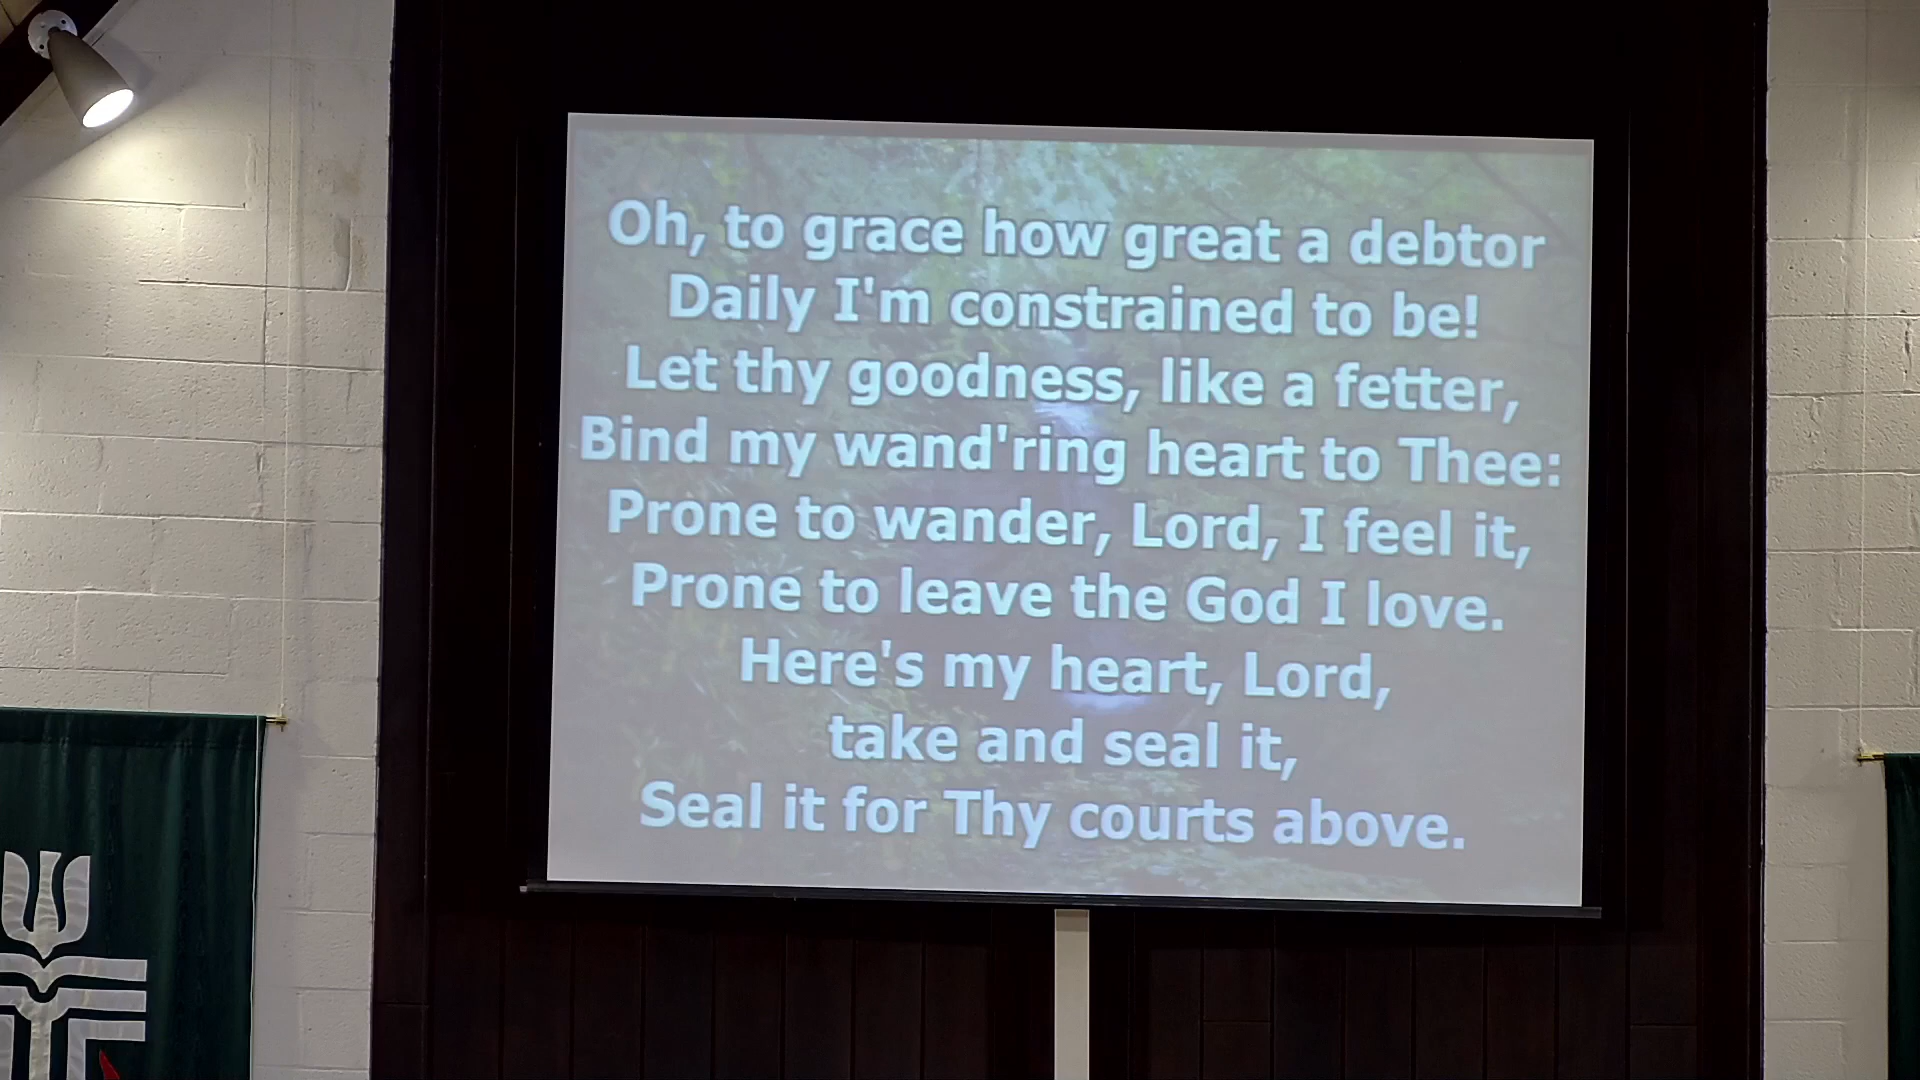 Oh, to grace how great a debtor
Daily I'm constrained to be!
Let thy goodness, like a fetter,
Bind my wand'ring heart to Thee:
Prone to wander, Lord, I feel it,
Prone to leave the God I love.
Here's my heart, Lord,
take and seal it,
Seal it for Thy courts above.